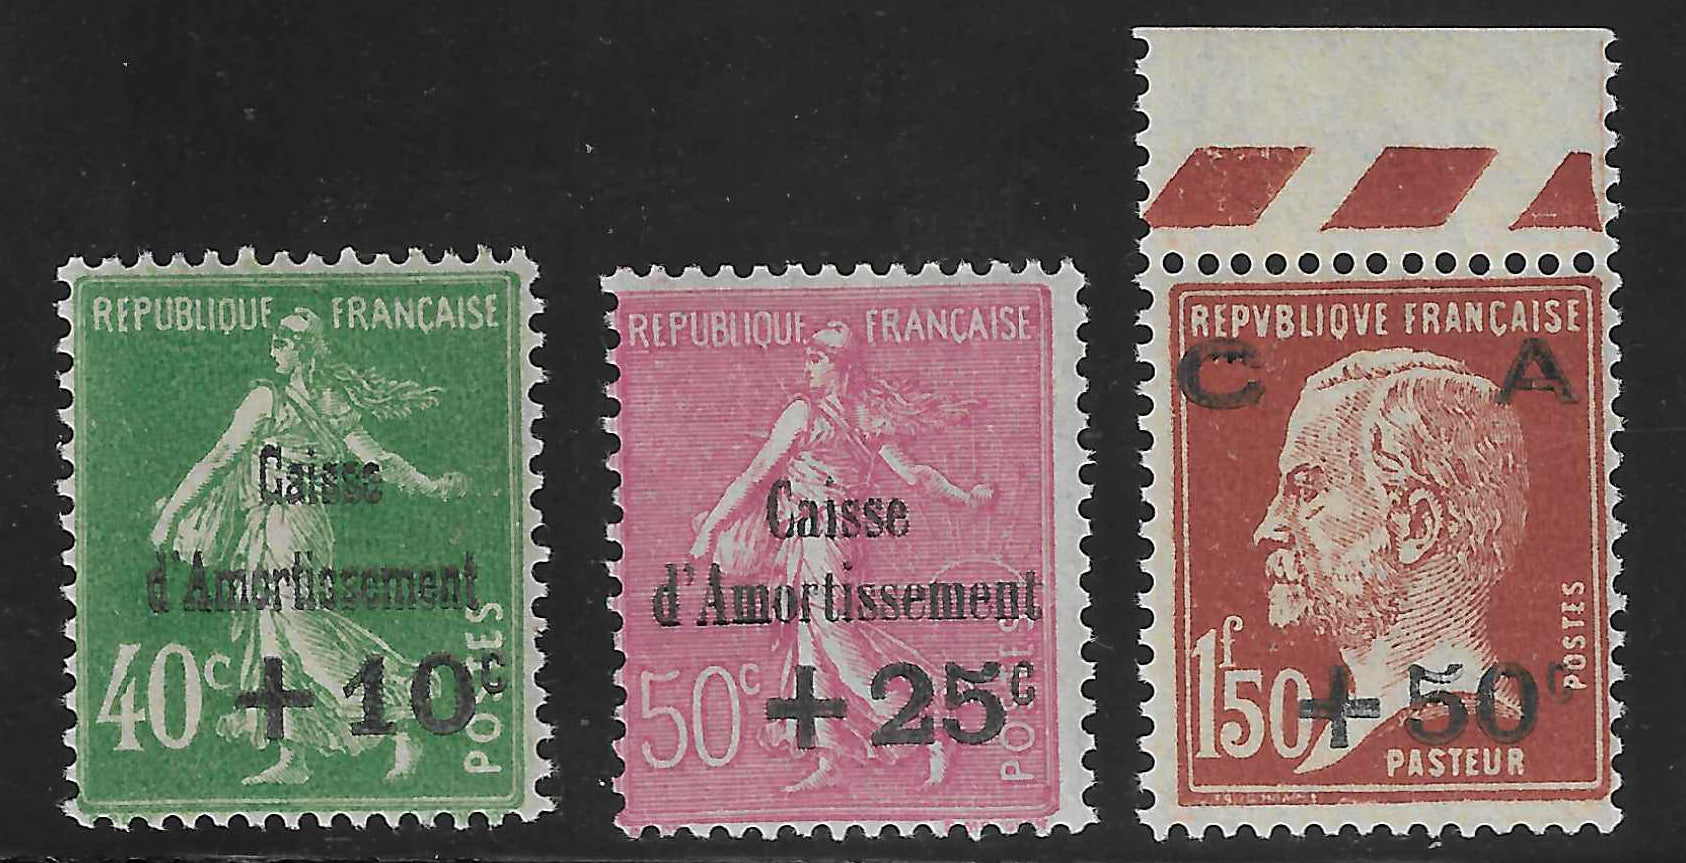 REPUBLIQUE FRANÇAISE
Caisse
d'Amortissement
40c +10c
POSTES
REPUBLIQUE FRANÇAISE
Caisse
d'Amortissement
50c +25c
POSTES
REPVBLIQVE FRANÇAISE
C A
1f50 +50c
POSTES
PASTEUR